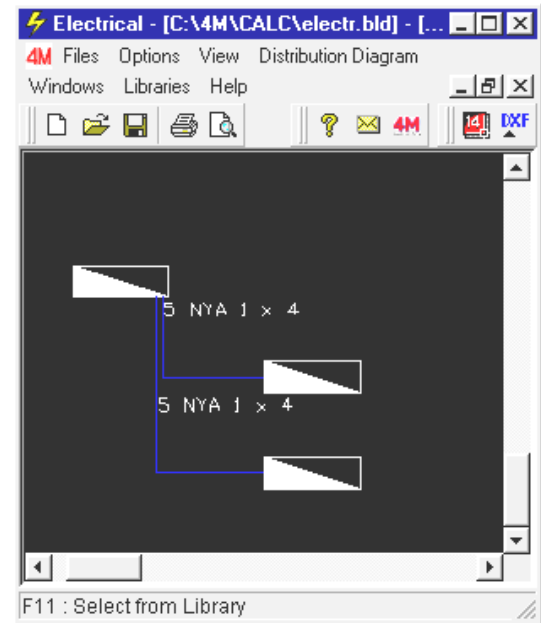 Electrical - [C:\4M\CALC\electr.bld] - [...
4M Files Options View Distribution Diagram
Windows Libraries Help
4M 14 DXF
5 NYA 1 x 4
5 NYA 1 x 4
F11 : Select from Library